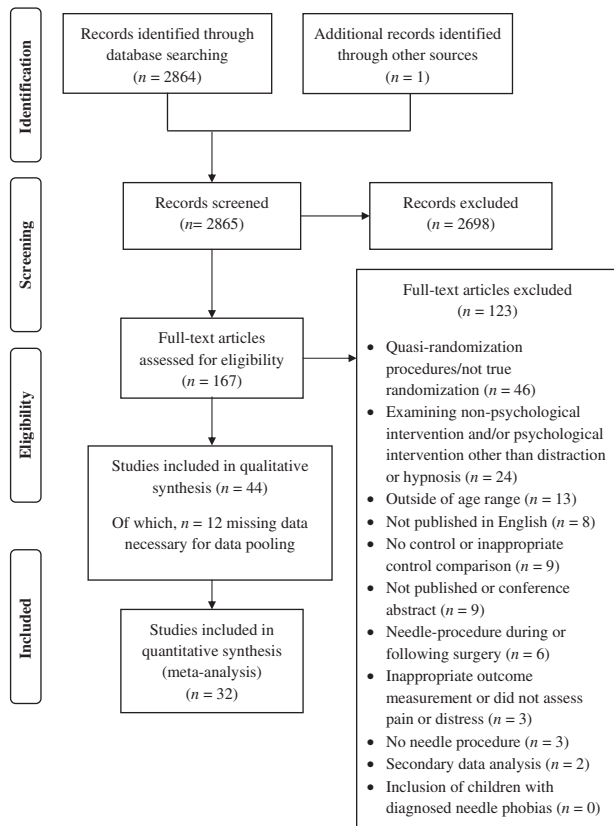 Identification
Records identified through
database searching
(n = 2864)
Additional records identified
through other sources
(n = 1)
Screening
Records screened
(n= 2865)
Records excluded
(n = 2698)
Eligibility
Full-text articles
assessed for eligibility
(n = 167)
Full-text articles excluded
(n = 123)
• Quasi-randomization
procedures/not true
randomization (n = 46)
• Examining non-psychological
intervention and/or psychological
intervention other than distraction
or hypnosis (n = 24)
• Outside of age range (n = 13)
• Not published in English (n = 8)
• No control or inappropriate
control comparison (n = 9)
• Not published or conference
abstract (n = 9)
• Needle-procedure during or
following surgery (n = 6)
• Inappropriate outcome
measurement or did not assess
pain or distress (n = 3)
• No needle procedure (n = 3)
• Secondary data analysis (n = 2)
• Inclusion of children with
diagnosed needle phobias (n = 0)
Studies included in qualitative
synthesis (n = 44)
Of which, n = 12 missing data
necessary for data pooling
Included
Studies included in
quantitative synthesis
(meta-analysis)
(n = 32)